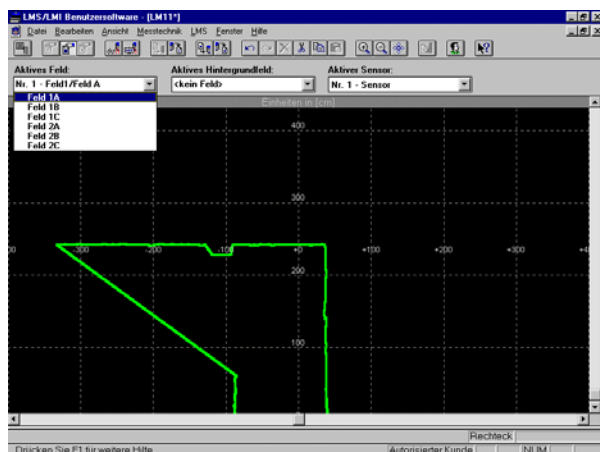 LMS/LMI Benutzersoftware - [LM11*]
Datei Bearbeiten Ansicht Messtechnik LMS Fenster Hilfe
Aktives Feld: Aktives Hintergrundfeld: Aktiver Sensor:
Nr. 1 - Feld1/Feld A <kein Feld> Nr. 1 - Sensor
Feld 1A
Feld 1B
Feld 1C
Feld 2A
Feld 2B
Feld 2C
Einheiten in [cm]
400
300
-300 -200 -100 +0 +100 +200 +300
200
100
Rechteck
Drücken Sie F1 für weitere Hilfe Autorisierter Kunde NUM